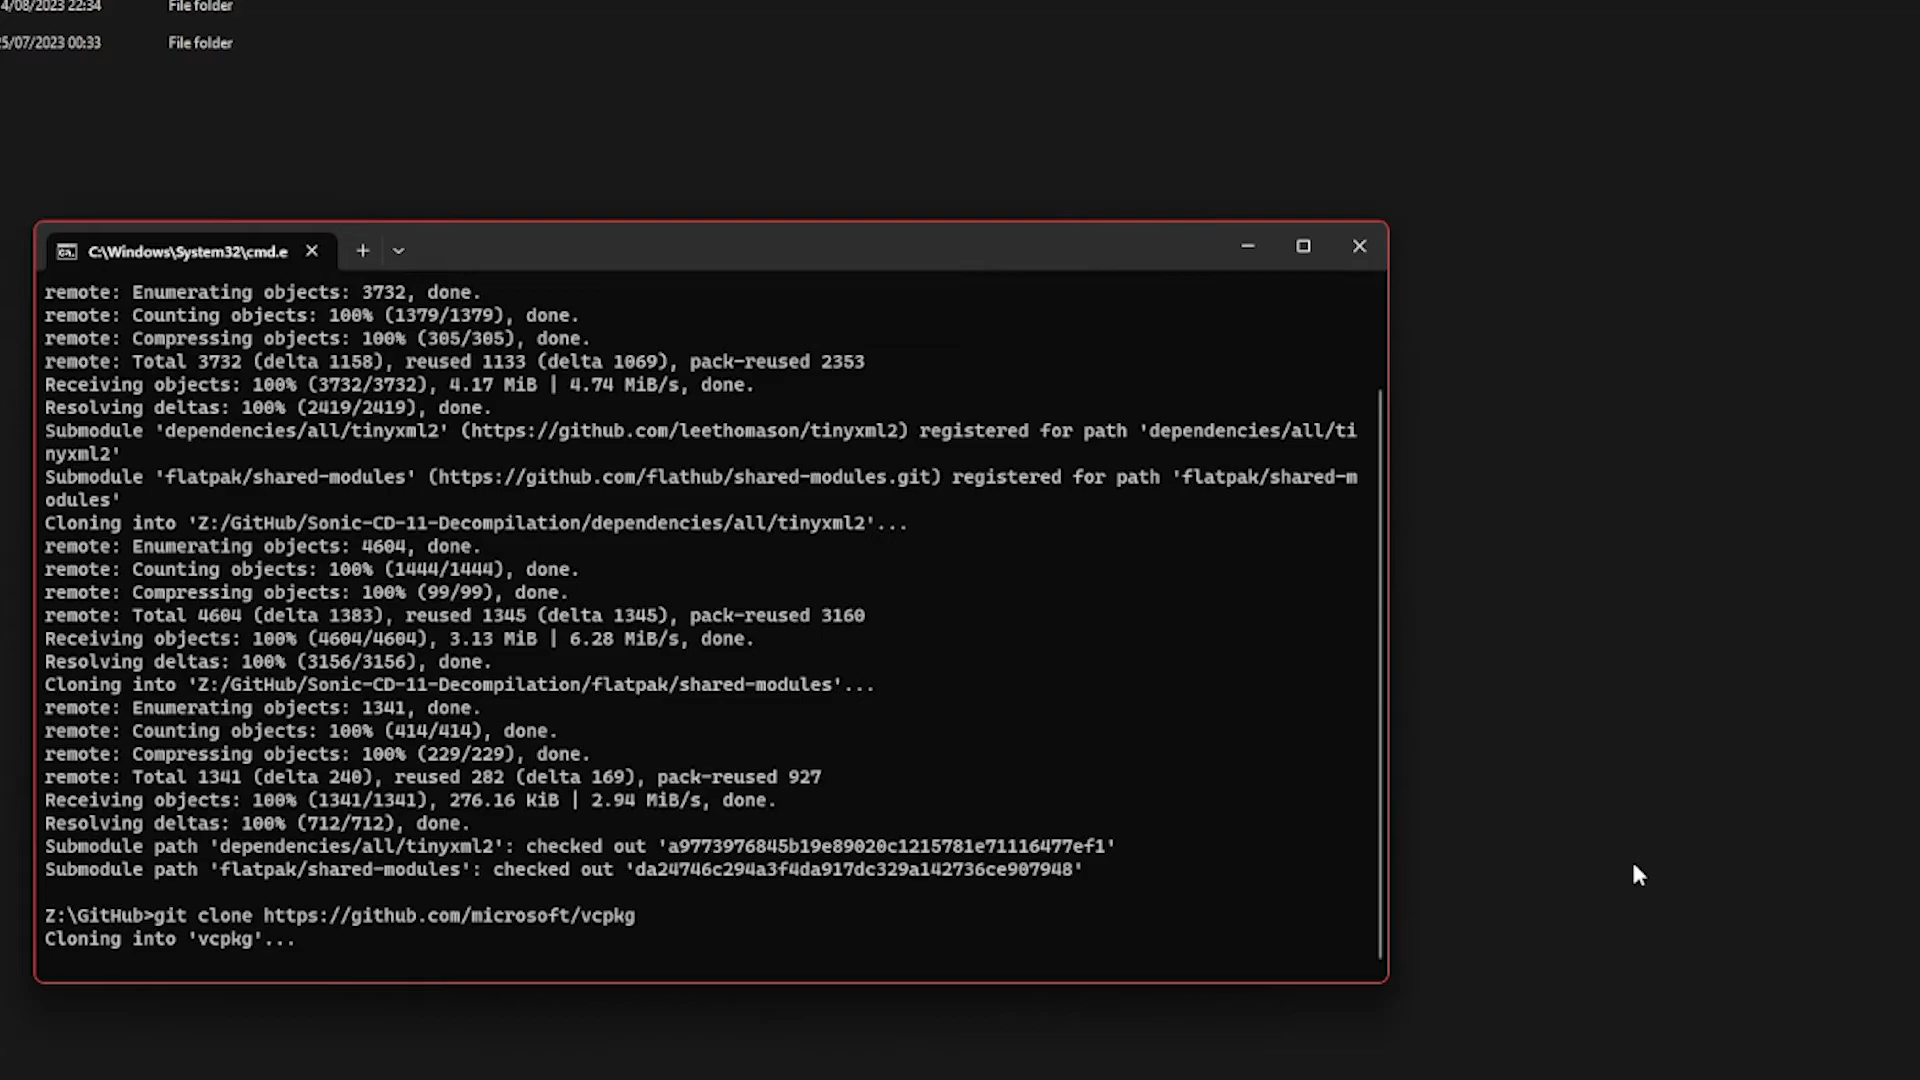 4/08/2023 22:34 File folder
5/07/2023 00:33 File folder
C:\Windows\System32\cmd.e
remote: Enumerating objects: 3732, done.
remote: Counting objects: 100% (1379/1379), done.
remote: Compressing objects: 100% (305/305), done.
remote: Total 3732 (delta 1158), reused 1133 (delta 1069), pack-reused 2353
Receiving objects: 100% (3732/3732), 4.17 MiB | 4.74 MiB/s, done.
Resolving deltas: 100% (2419/2419), done.
Submodule 'dependencies/all/tinyxml2' (https://github.com/leethomason/tinyxml2) registered for path 'dependencies/all/ti
nyxml2'
Submodule 'flatpak/shared-modules' (https://github.com/flathub/shared-modules.git) registered for path 'flatpak/shared-m
odules'
Cloning into 'Z:/GitHub/Sonic-CD-11-Decompilation/dependencies/all/tinyxml2'...
remote: Enumerating objects: 4604, done.
remote: Counting objects: 100% (1444/1444), done.
remote: Compressing objects: 100% (99/99), done.
remote: Total 4604 (delta 1383), reused 1345 (delta 1345), pack-reused 3160
Receiving objects: 100% (4604/4604), 3.13 MiB | 6.28 MiB/s, done.
Resolving deltas: 100% (3156/3156), done.
Cloning into 'Z:/GitHub/Sonic-CD-11-Decompilation/flatpak/shared-modules'...
remote: Enumerating objects: 1341, done.
remote: Counting objects: 100% (414/414), done.
remote: Compressing objects: 100% (229/229), done.
remote: Total 1341 (delta 240), reused 282 (delta 169), pack-reused 927
Receiving objects: 100% (1341/1341), 276.16 KiB | 2.94 MiB/s, done.
Resolving deltas: 100% (712/712), done.
Submodule path 'dependencies/all/tinyxml2': checked out 'a9773976845b19e89020c1215781e71116477ef1'
Submodule path 'flatpak/shared-modules': checked out 'da24746c294a3f4da917dc329a142736ce907948'
Z:\GitHub>git clone https://github.com/microsoft/vcpkg
Cloning into 'vcpkg'...